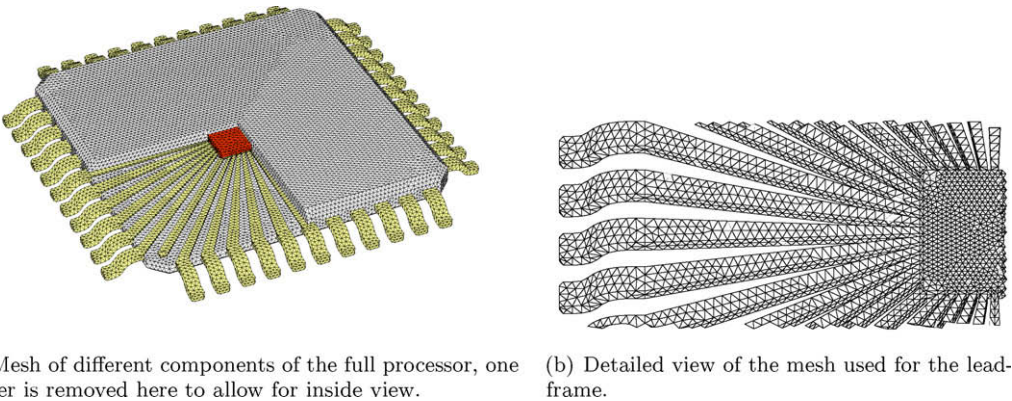 Mesh of different components of the full processor, one
er is removed here to allow for inside view.
(b) Detailed view of the mesh used for the lead-
frame.